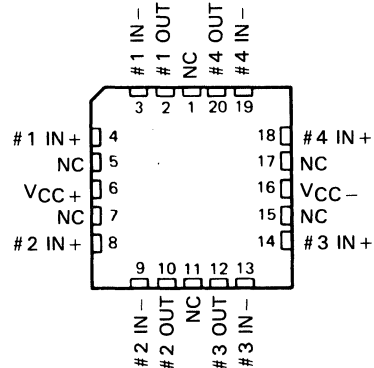 #1 IN−
#1 OUT
NC
#4 OUT
#4 IN−
3 2 1 20 19
#1 IN+ 4
NC 5
VCC+ 6
NC 7
#2 IN+ 8
18 #4 IN+
17 NC
16 VCC−
15 NC
14 #3 IN+
9 10 11 12 13
#2 IN−
#2 OUT
NC
#3 OUT
#3 IN−